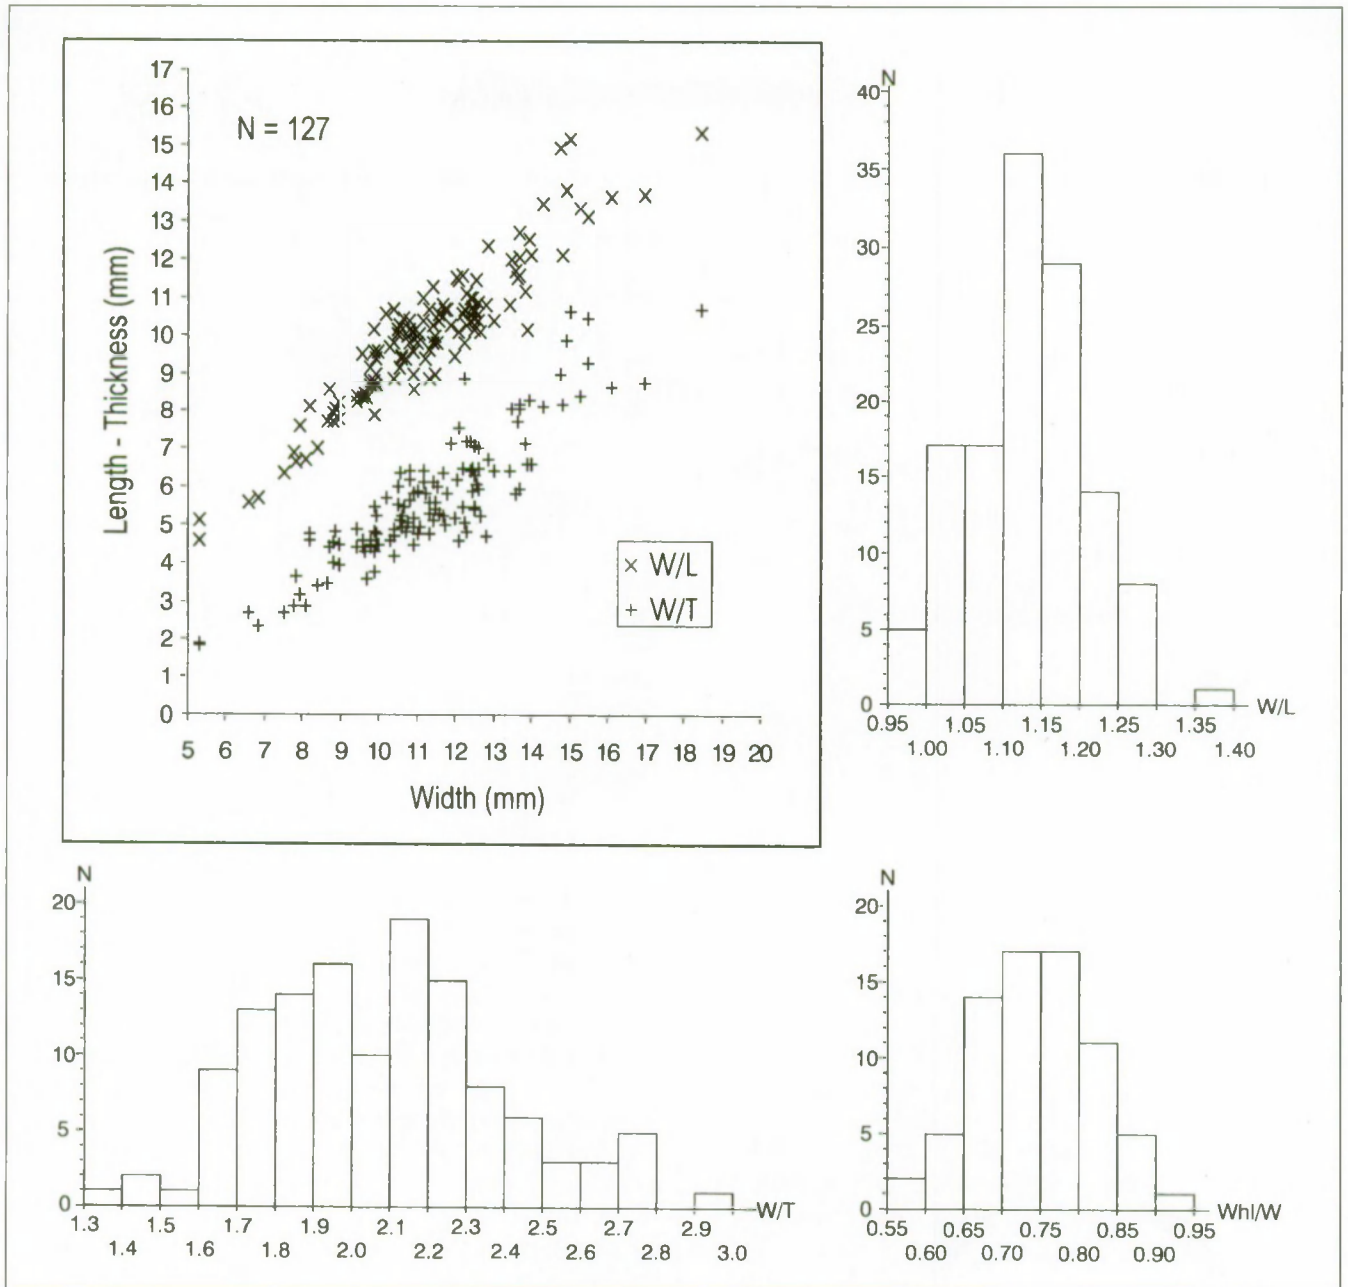 17
16
15
14
13
12
11
10
9
8
7
6
5
4
3
2
1
0
N = 127
Length - Thickness (mm)
× W/L
+ W/T
5 6 7 8 9 10 11 12 13 14 15 16 17 18 19 20
Width (mm)
N
40
35
30
25
20
15
10
5
0
0.95 1.05 1.15 1.25 1.35 W/L
1.00 1.10 1.20 1.30 1.40
N
20
15
10
5
0
1.3 1.5 1.7 1.9 2.1 2.3 2.5 2.7 2.9 W/T
1.4 1.6 1.8 2.0 2.2 2.4 2.6 2.8 3.0
N
20
15
10
5
0
0.55 0.65 0.75 0.85 0.95 Whl/W
0.60 0.70 0.80 0.90